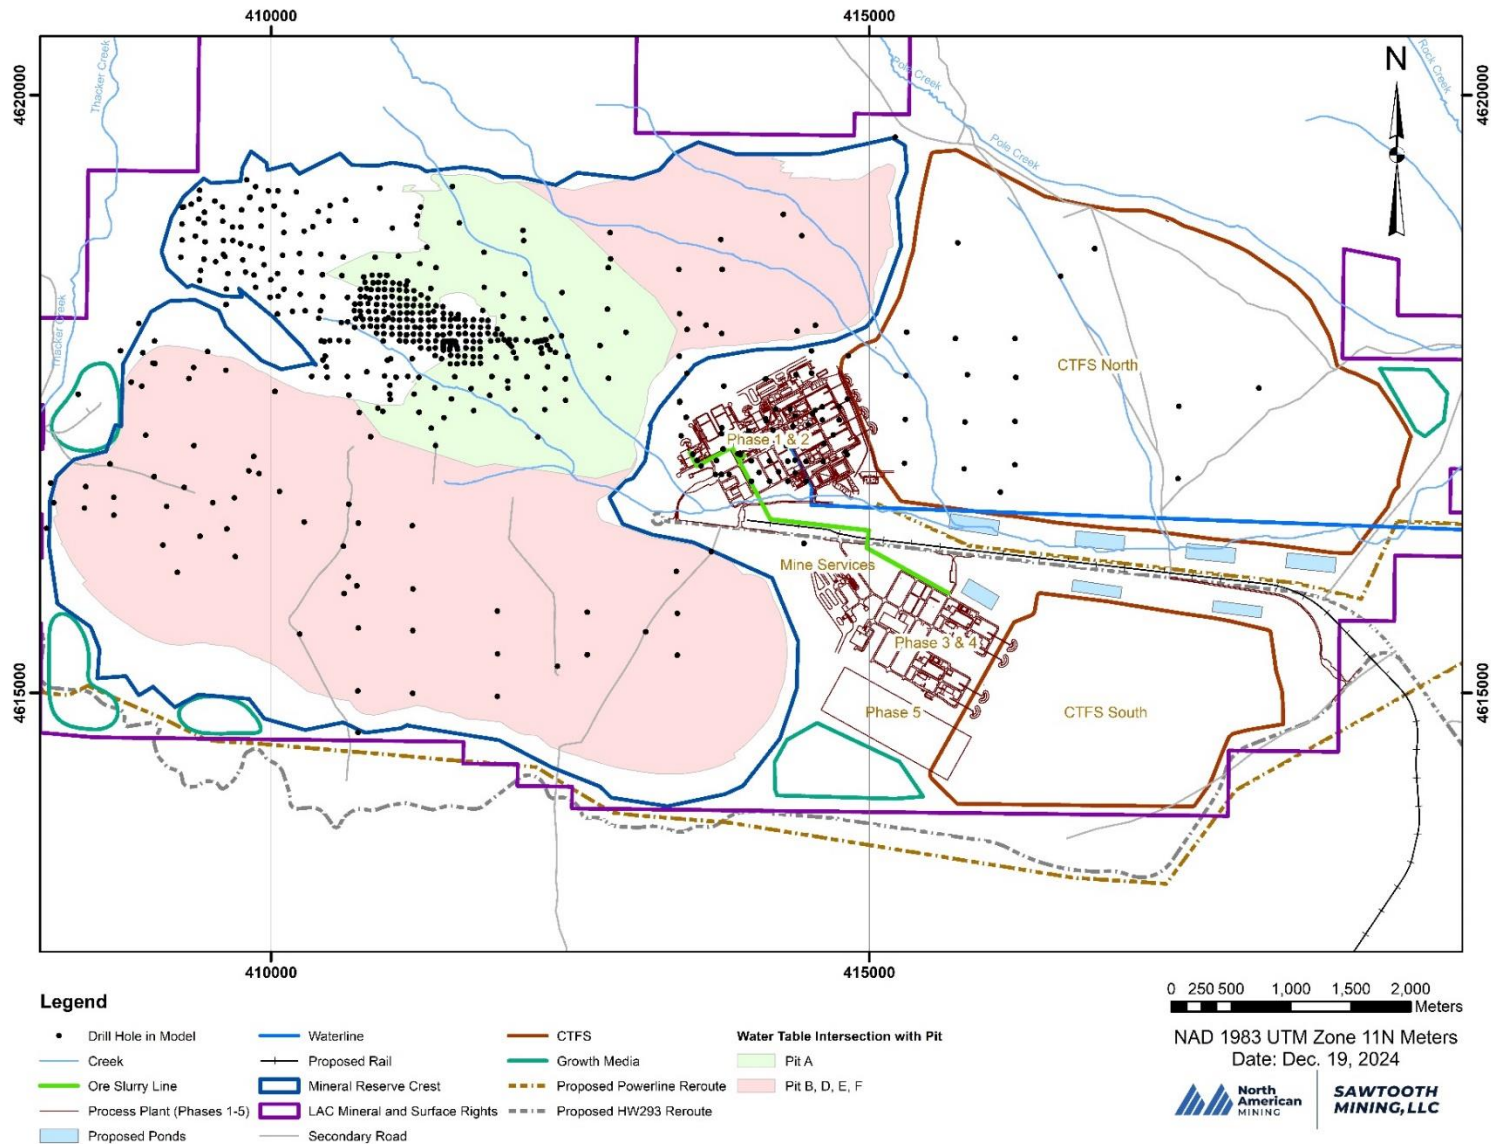 410000
415000
4620000
4620000
Thacker Creek
Pole Creek
Rock Creek
N
Pole Creek
Thacker Creek
CTFS North
Phase 1 & 2
Mine Services
Phase 3 & 4
4615000
4615000
Phase 5
CTFS South
410000
415000
Legend
Drill Hole in Model
Creek
Ore Slurry Line
Process Plant (Phases 1-5)
Proposed Ponds
Waterline
Proposed Rail
Mineral Reserve Crest
LAC Mineral and Surface Rights
Secondary Road
CTFS
Growth Media
Proposed Powerline Reroute
Proposed HW293 Reroute
Water Table Intersection with Pit
Pit A
Pit B, D, E, F
0 250 500 1,000 1,500 2,000
Meters
NAD 1983 UTM Zone 11N Meters
Date: Dec. 19, 2024
North
American
MINING
SAWTOOTH
MINING, LLC